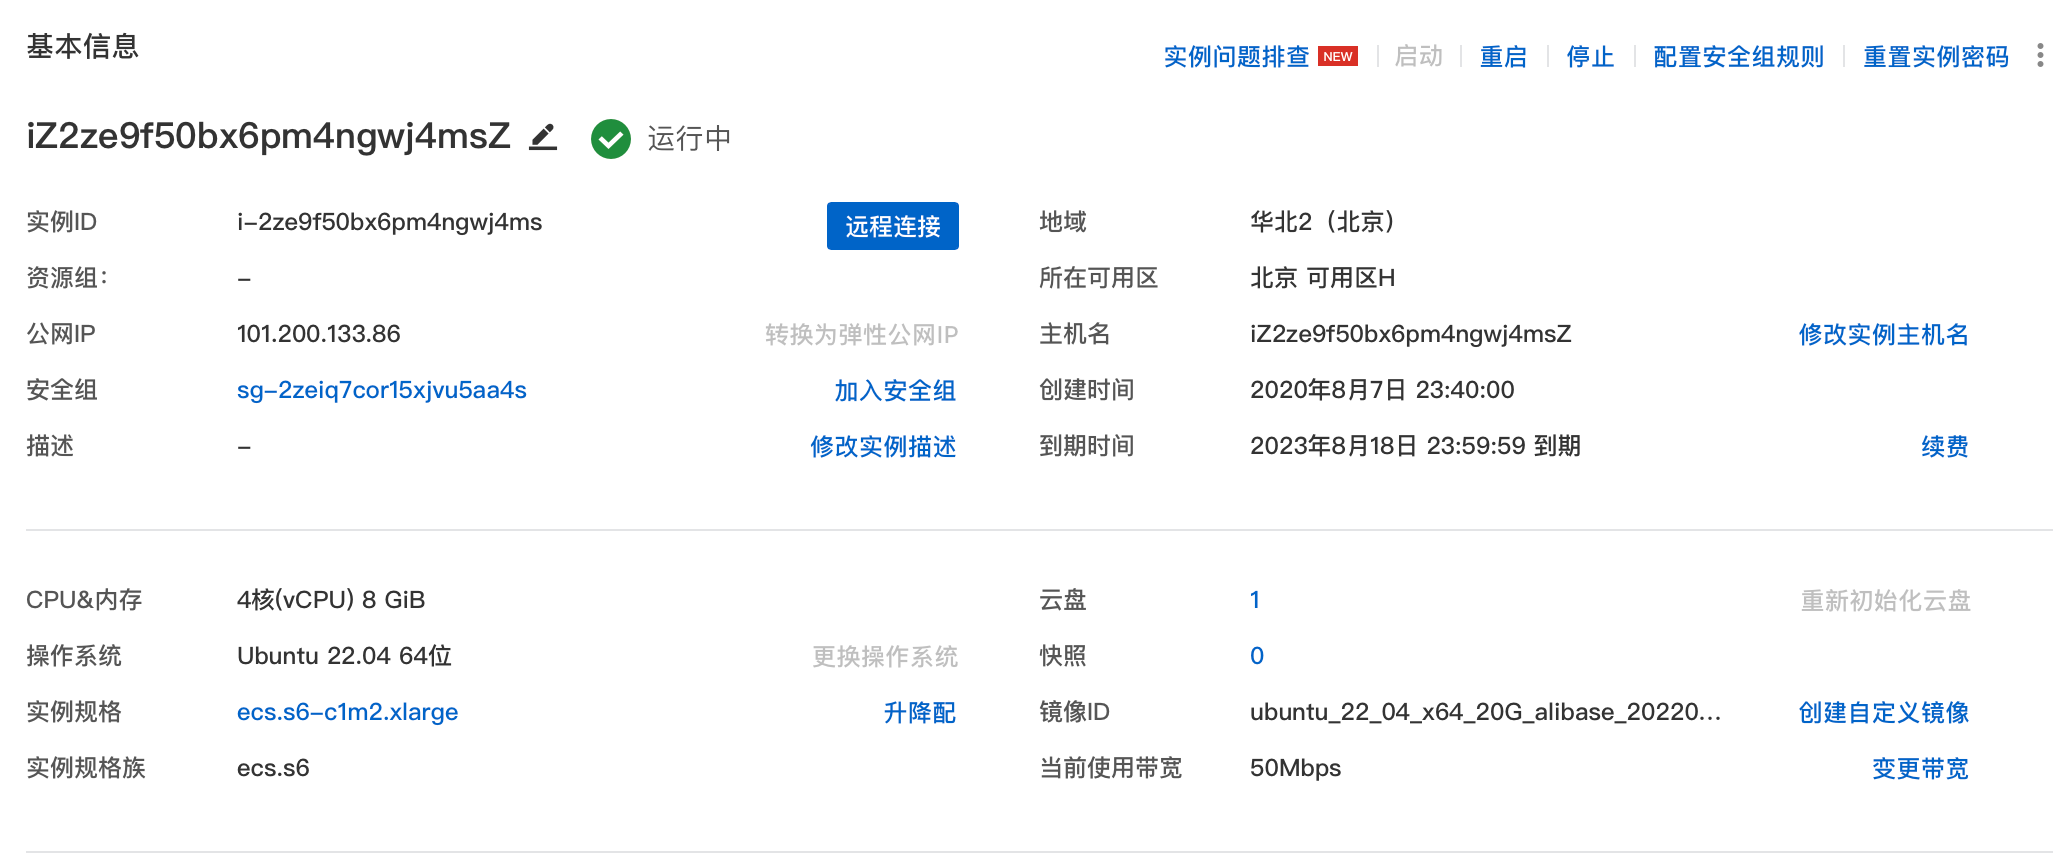 基本信息
实例问题排查 NEW 启动 重启 停止 配置安全组规则 重置实例密码
iZ2ze9f50bx6pm4ngwj4msZ 运行中
实例ID i-2ze9f50bx6pm4ngwj4ms 远程连接 地域 华北2（北京）
资源组： - 所在可用区 北京 可用区H
公网IP 101.200.133.86 转换为弹性公网IP 主机名 iZ2ze9f50bx6pm4ngwj4msZ 修改实例主机名
安全组 sg-2zeiq7cor15xjvu5aa4s 加入安全组 创建时间 2020年8月7日 23:40:00
描述 - 修改实例描述 到期时间 2023年8月18日 23:59:59 到期 续费
CPU&内存 4核(vCPU) 8 GiB 云盘 1 重新初始化云盘
操作系统 Ubuntu 22.04 64位 更换操作系统 快照 0
实例规格 ecs.s6-c1m2.xlarge 升降配 镜像ID ubuntu_22_04_x64_20G_alibase_20220... 创建自定义镜像
实例规格族 ecs.s6 当前使用带宽 50Mbps 变更带宽